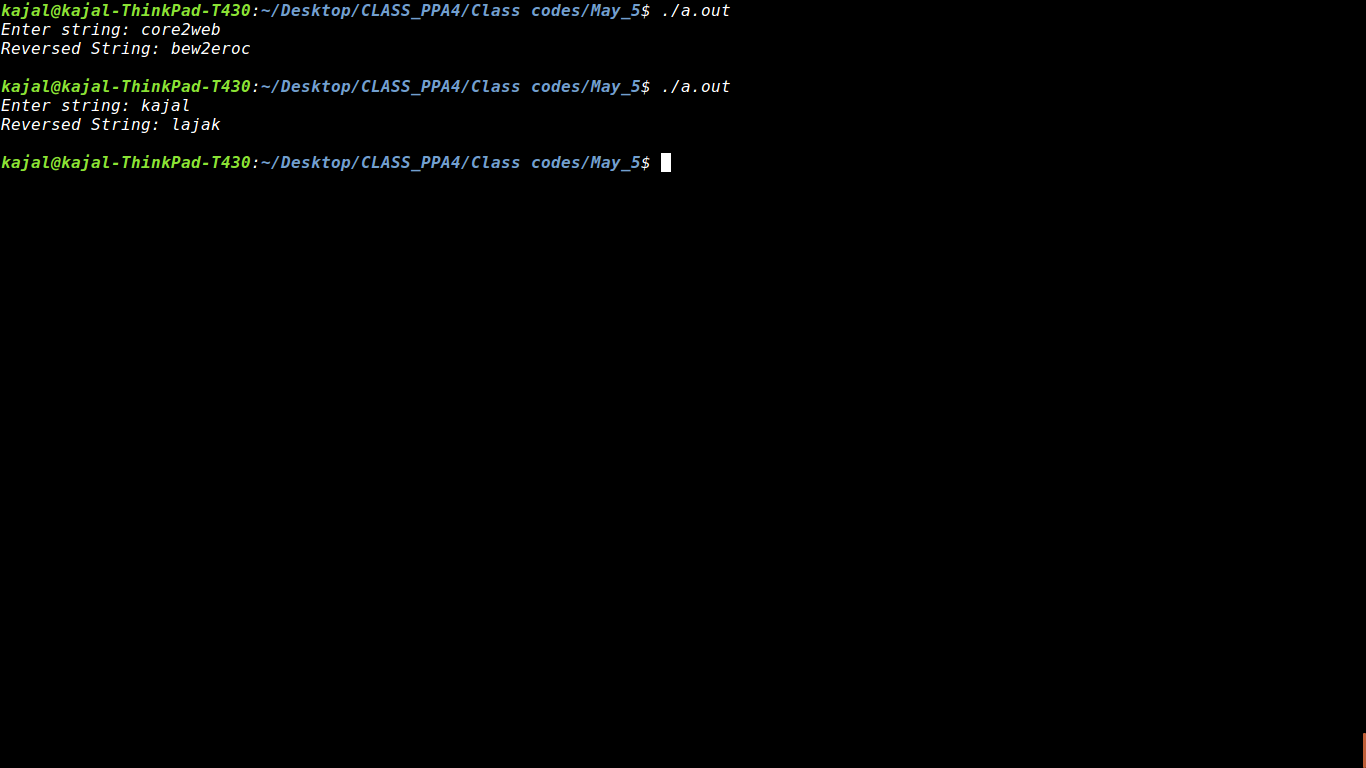 kajal@kajal-ThinkPad-T430:~/Desktop/CLASS_PPA4/Class codes/May_5$ ./a.out
Enter string: core2web
Reversed String: bew2eroc
kajal@kajal-ThinkPad-T430:~/Desktop/CLASS_PPA4/Class codes/May_5$ ./a.out
Enter string: kajal
Reversed String: lajak
kajal@kajal-ThinkPad-T430:~/Desktop/CLASS_PPA4/Class codes/May_5$